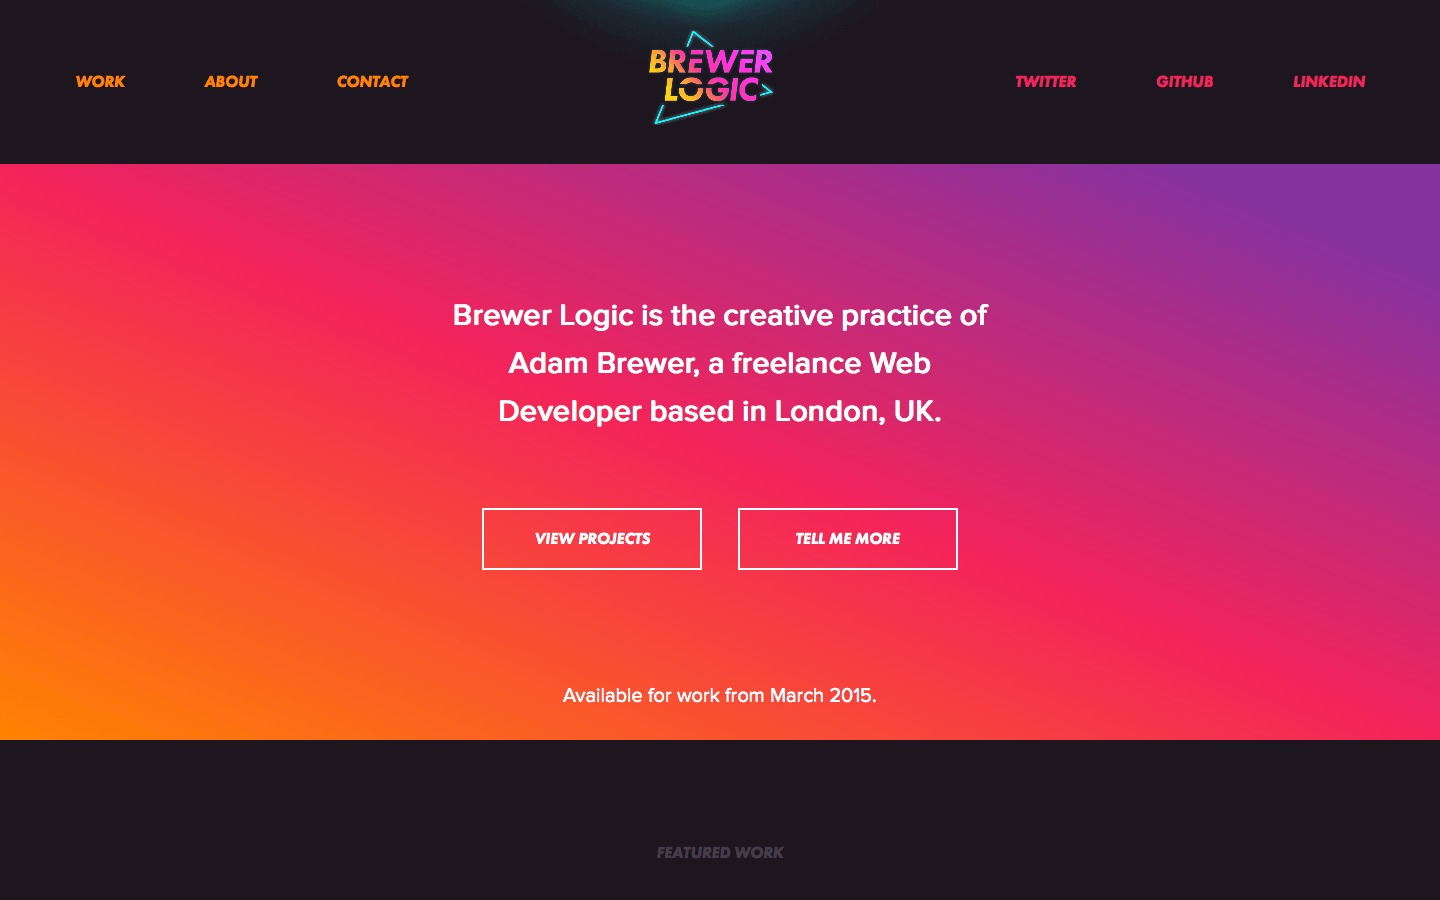 WORK
ABOUT
CONTACT
BREWER
LOGIC
TWITTER
GITHUB
LINKEDIN
Brewer Logic is the creative practice of
Adam Brewer, a freelance Web
Developer based in London, UK.
VIEW PROJECTS
TELL ME MORE
Available for work from March 2015.
FEATURED WORK